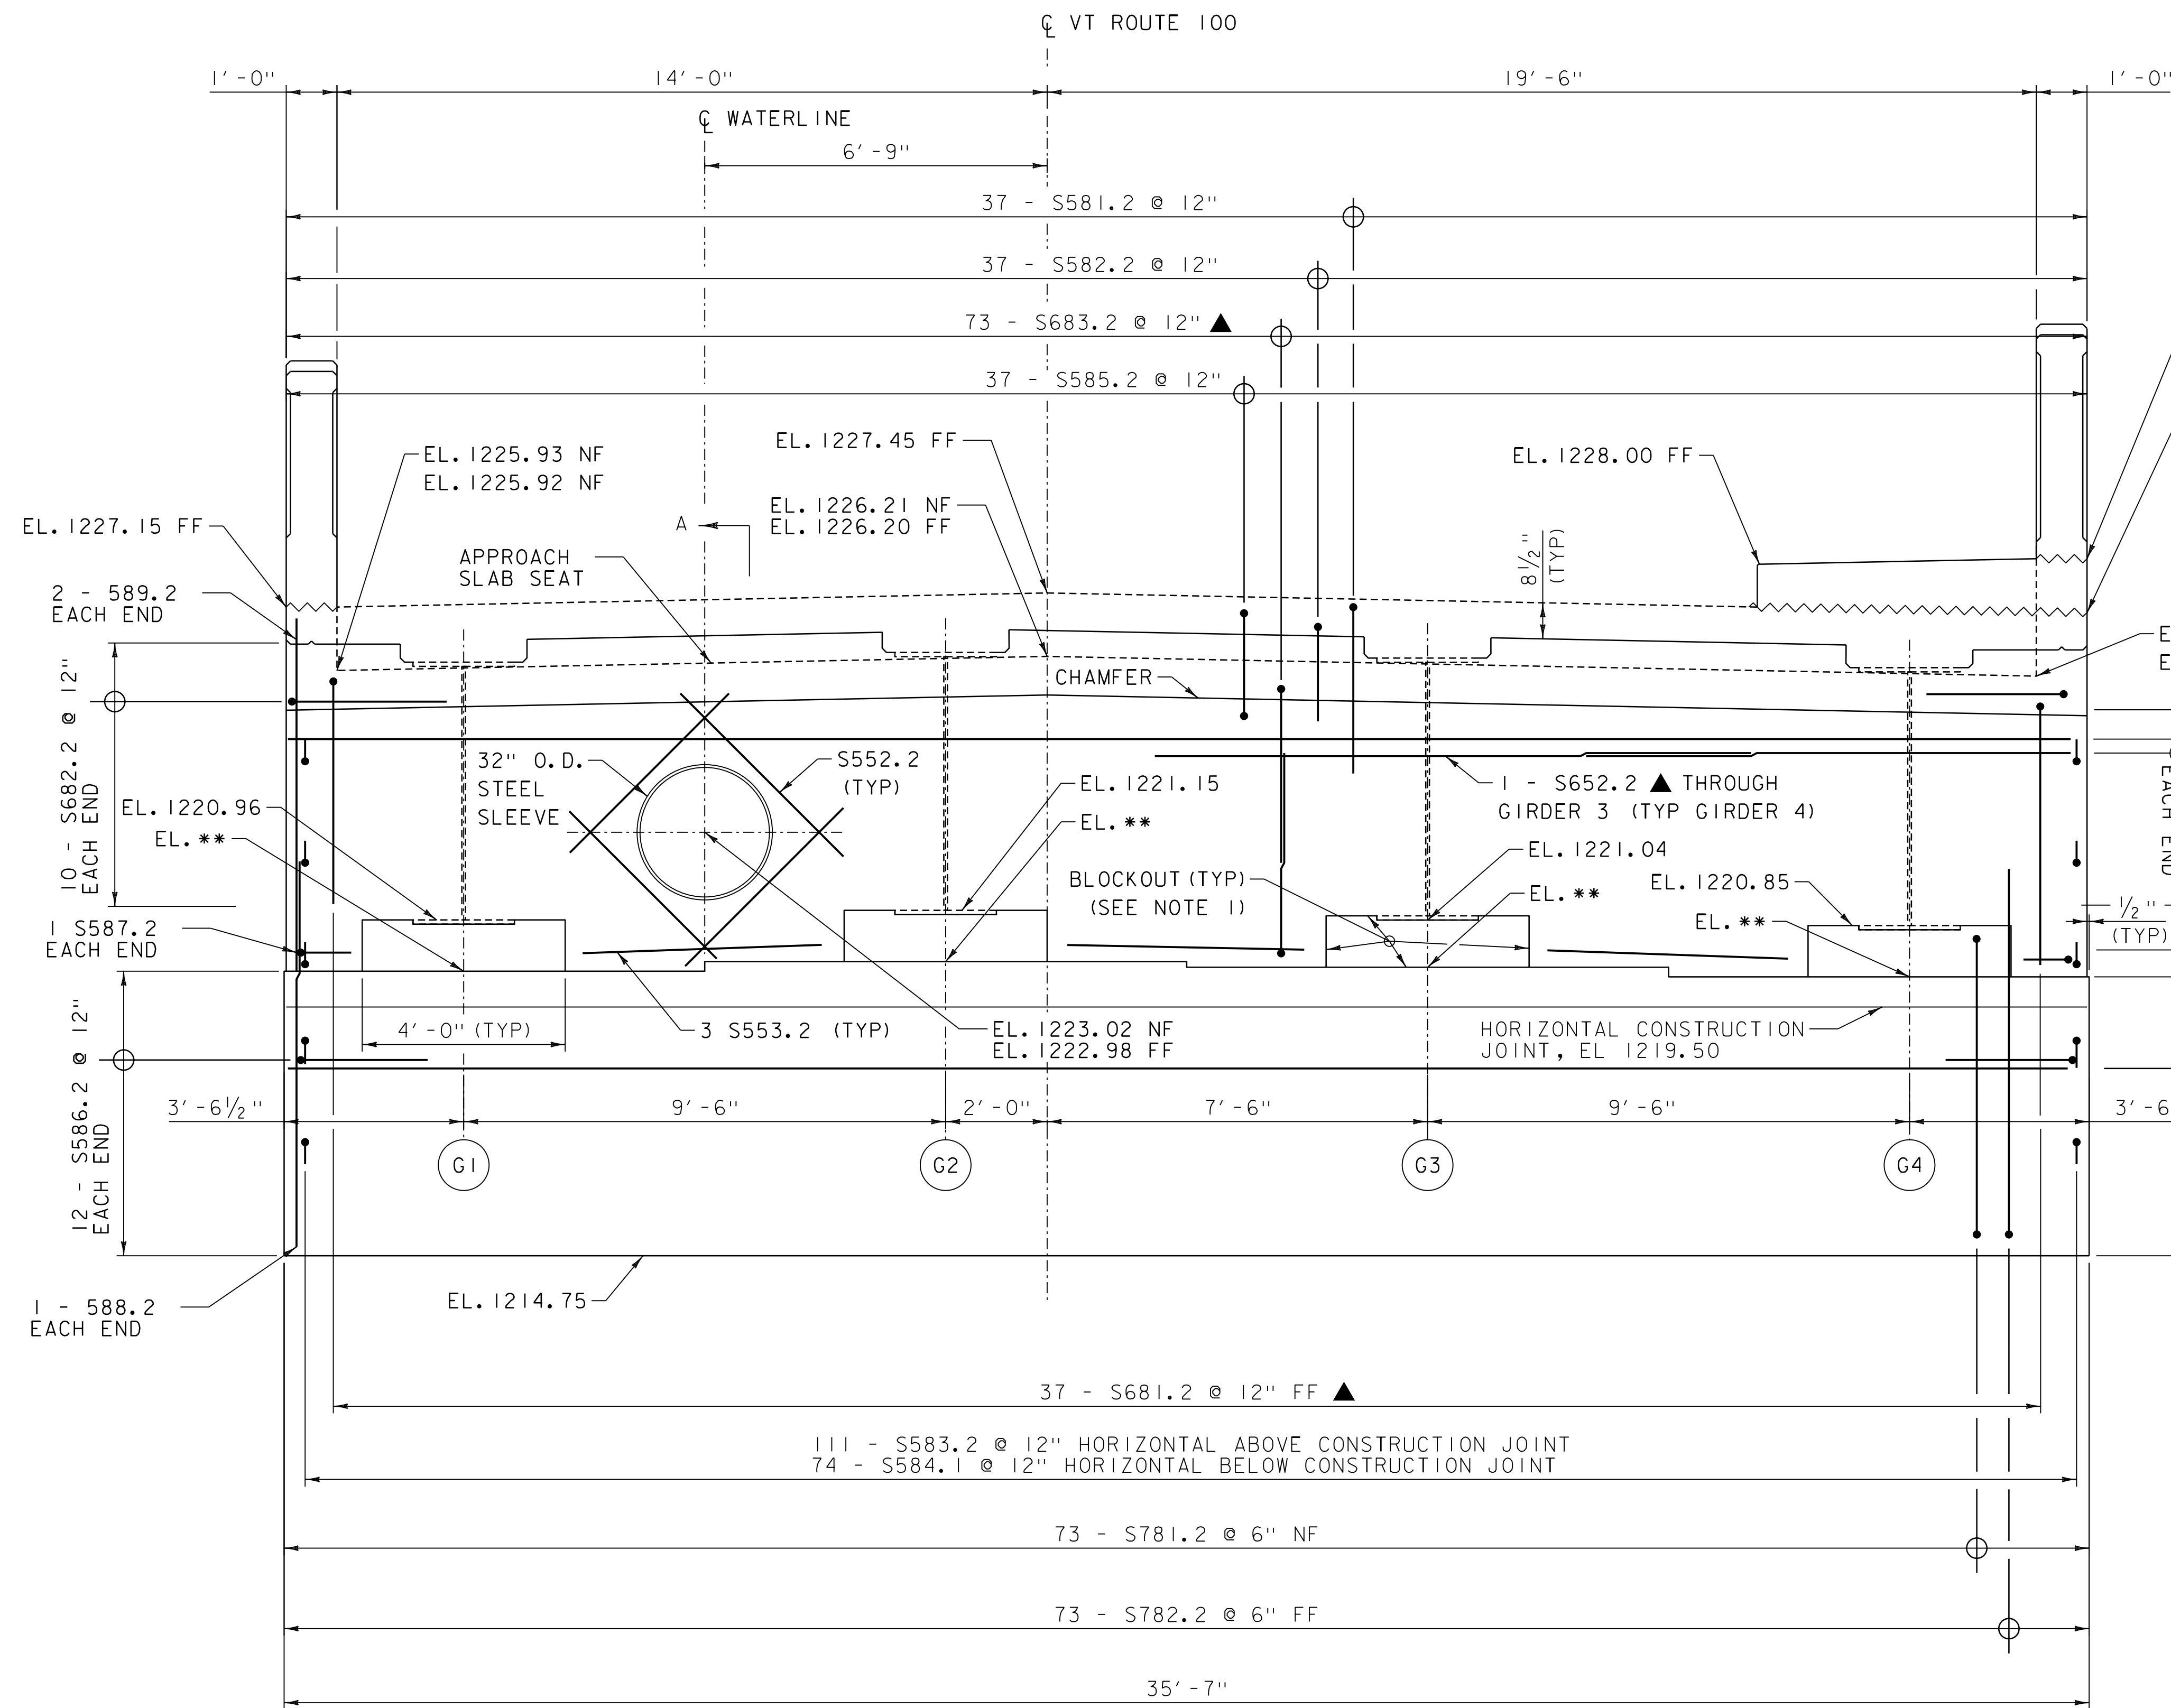 ℄ VT ROUTE 100
1'-0"
14'-0"
19'-6"
1'-0"
℄ WATERLINE
6'-9"
37 - S581.2 @ 12"
37 - S582.2 @ 12"
73 - S683.2 @ 12" ▲
37 - S585.2 @ 12"
EL.1225.93 NF
EL.1225.92 NF
EL.1227.45 FF
EL.1228.00 FF
EL.1226.21 NF
EL.1226.20 FF
A
EL.1227.15 FF
APPROACH
SLAB SEAT
8½"
(TYP)
2 - 589.2
EACH END
CHAMFER
10 - S682.2 @ 12"
EACH END
32" O.D.
STEEL
SLEEVE
S552.2
(TYP)
EL.1221.15
1 - S652.2 ▲ THROUGH
GIRDER 3 (TYP GIRDER 4)
EACH END
EL.1220.96
EL.**
EL.**
EL.1221.04
BLOCKOUT (TYP)
(SEE NOTE 1)
EL.**
EL.1220.85
EL.**
½"
(TYP)
1 S587.2
EACH END
12 - S586.2 @ 12"
EACH END
4'-0" (TYP)
3 S553.2 (TYP)
EL.1223.02 NF
EL.1222.98 FF
HORIZONTAL CONSTRUCTION
JOINT, EL 1219.50
3'-6½"
9'-6"
2'-0"
7'-6"
9'-6"
3'-6
G1
G2
G3
G4
EL.1214.75
1 - 588.2
EACH END
37 - S681.2 @ 12" FF ▲
111 - S583.2 @ 12" HORIZONTAL ABOVE CONSTRUCTION JOINT
74 - S584.1 @ 12" HORIZONTAL BELOW CONSTRUCTION JOINT
73 - S781.2 @ 6" NF
73 - S782.2 @ 6" FF
35'-7"